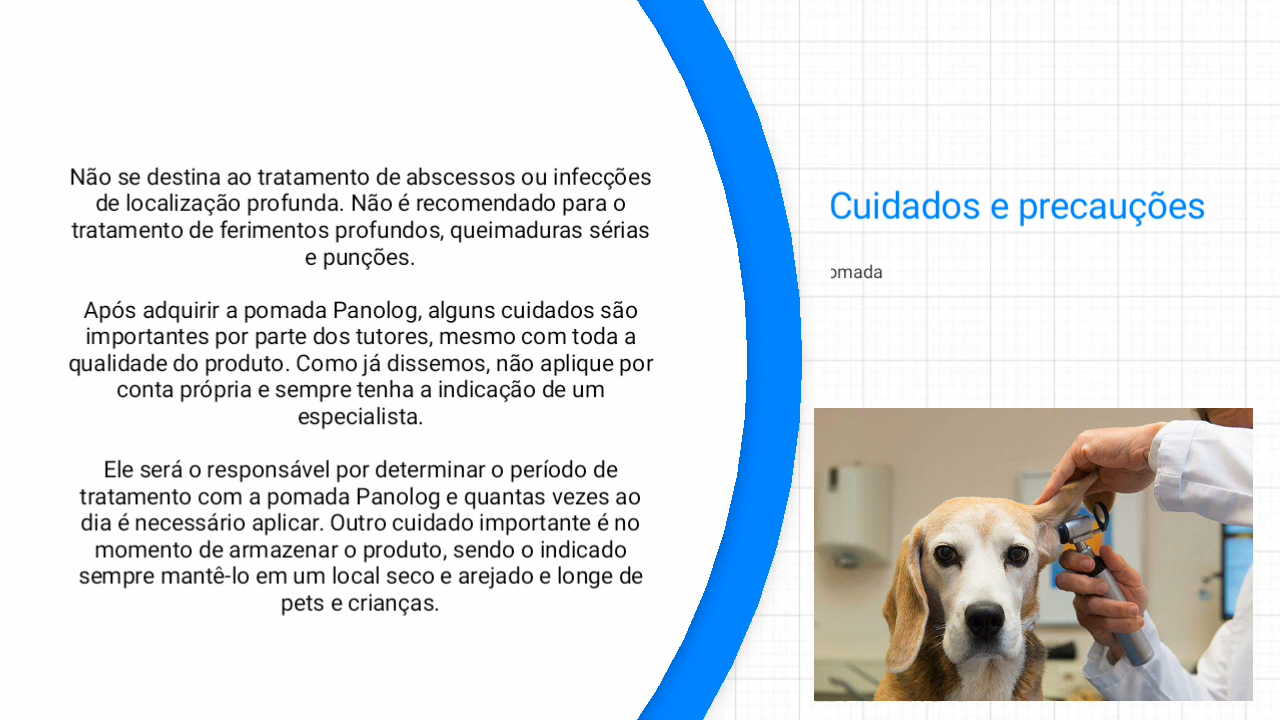 Não se destina ao tratamento de abscessos ou infecções
de localização profunda. Não é recomendado para o
tratamento de ferimentos profundos, queimaduras sérias
e punções.
Após adquirir a pomada Panolog, alguns cuidados são
importantes por parte dos tutores, mesmo com toda a
qualidade do produto. Como já dissemos, não aplique por
conta própria e sempre tenha a indicação de um
especialista.
Ele será o responsável por determinar o período de
tratamento com a pomada Panolog e quantas vezes ao
dia é necessário aplicar. Outro cuidado importante é no
momento de armazenar o produto, sendo o indicado
sempre mantê-lo em um local seco e arejado e longe de
pets e crianças.
Cuidados e precauções
omada